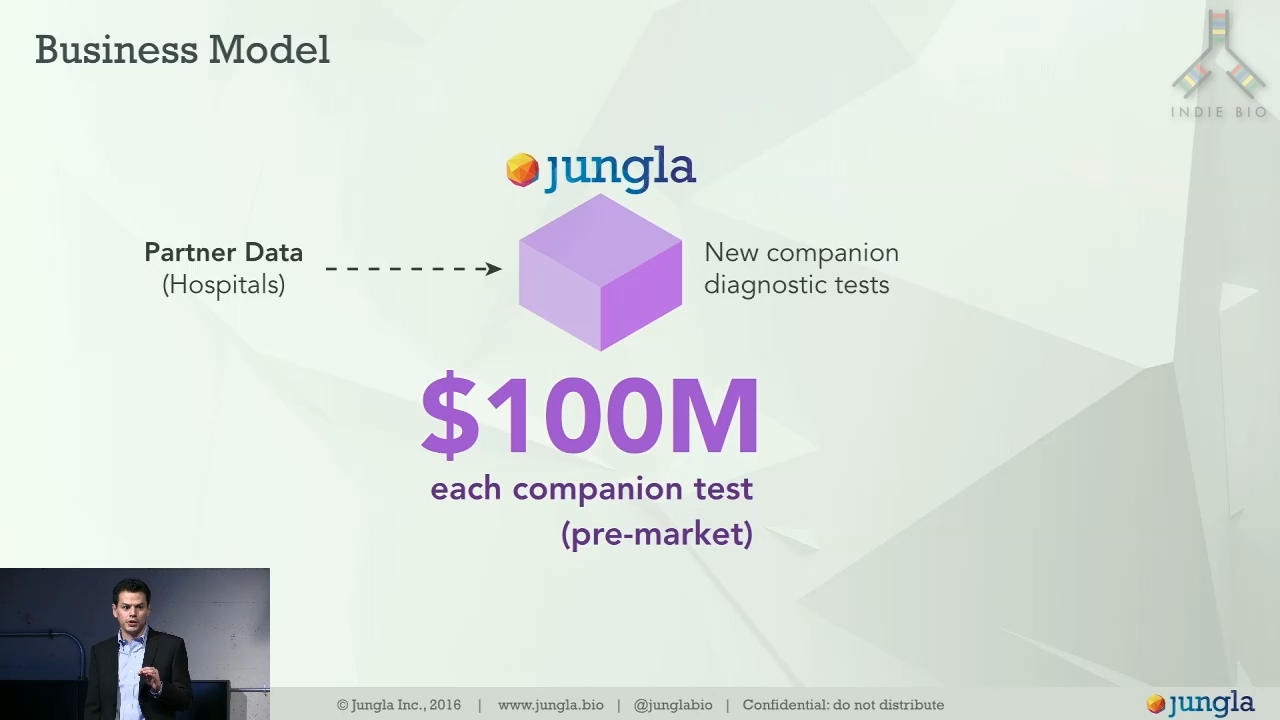 Business Model
INDIE BIO
jungla
Partner Data
(Hospitals)
New companion
diagnostic tests
$100M
each companion test
(pre-market)
© Jungla Inc., 2016 | www.jungla.bio | @junglabio | Confidential: do not distribute
jungla